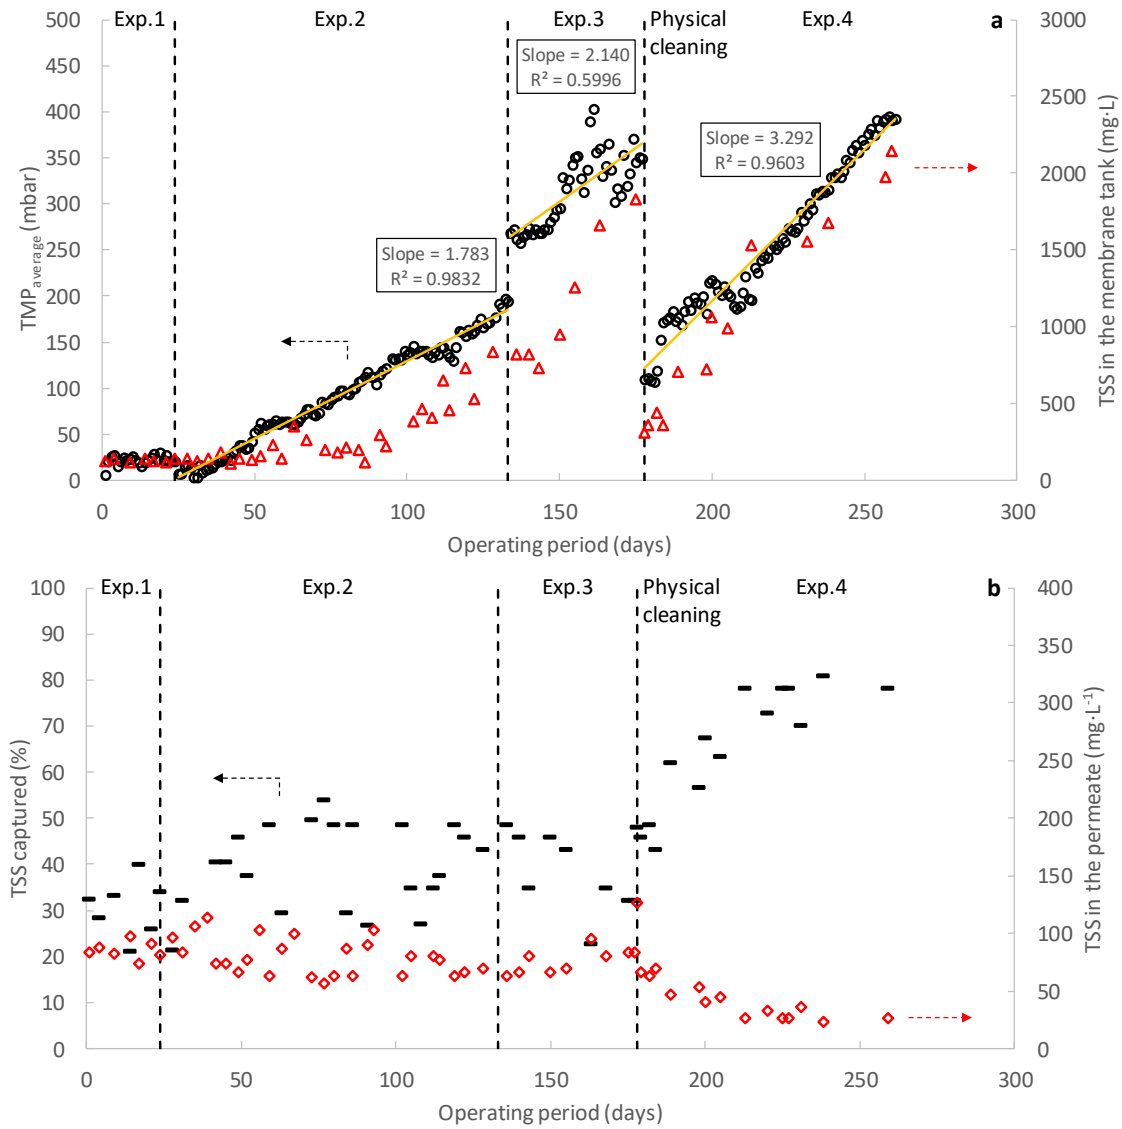 Exp.1
Exp.2
Exp.3
Physical
cleaning
Exp.4
a
500
450
400
350
300
250
200
150
100
50
0
TMPaverage (mbar)
3000
2500
2000
1500
1000
500
0
TSS in the membrane tank (mg·L)
Slope = 2.140
R² = 0.5996
Slope = 3.292
R² = 0.9603
Slope = 1.783
R² = 0.9832
0 50 100 150 200 250 300
Operating period (days)
Exp.1
Exp.2
Exp.3
Physical
cleaning
Exp.4
b
100
90
80
70
60
50
40
30
20
10
0
TSS captured (%)
400
350
300
250
200
150
100
50
0
TSS in the permeate (mg·L⁻¹)
0 50 100 150 200 250 300
Operating period (days)